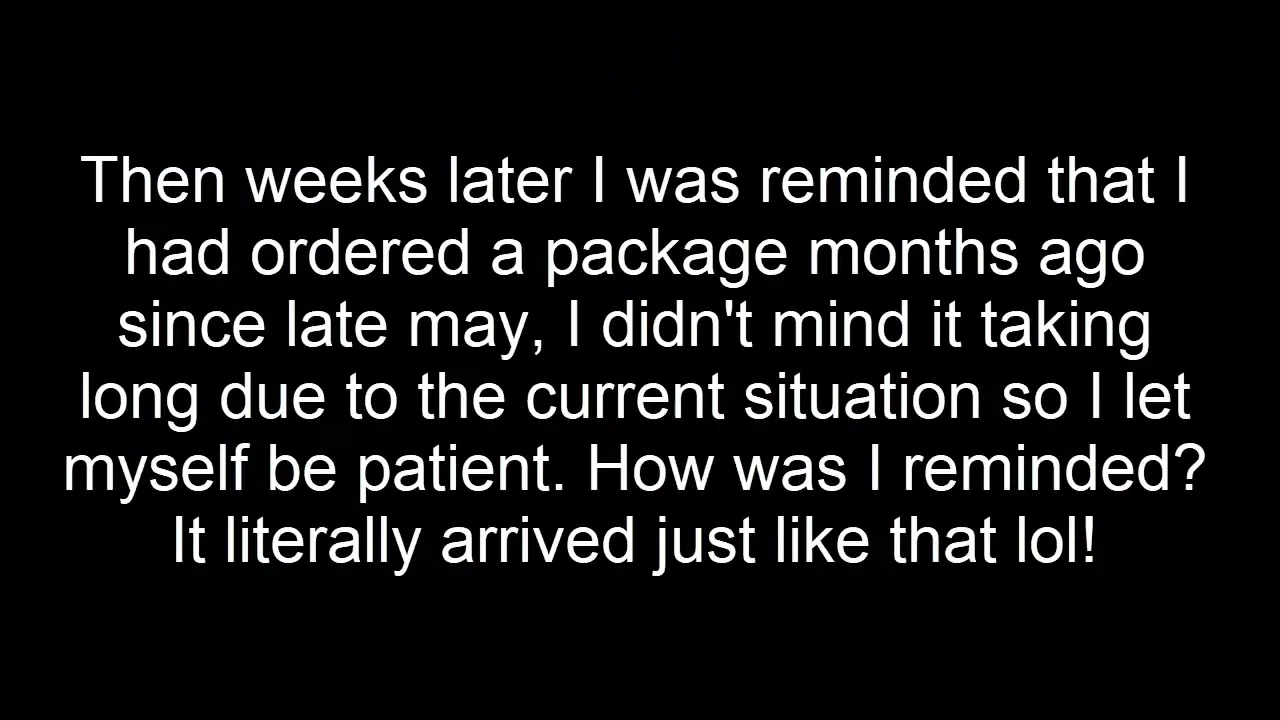 Then weeks later I was reminded that I
had ordered a package months ago
since late may, I didn't mind it taking
long due to the current situation so I let
myself be patient. How was I reminded?
It literally arrived just like that lol!